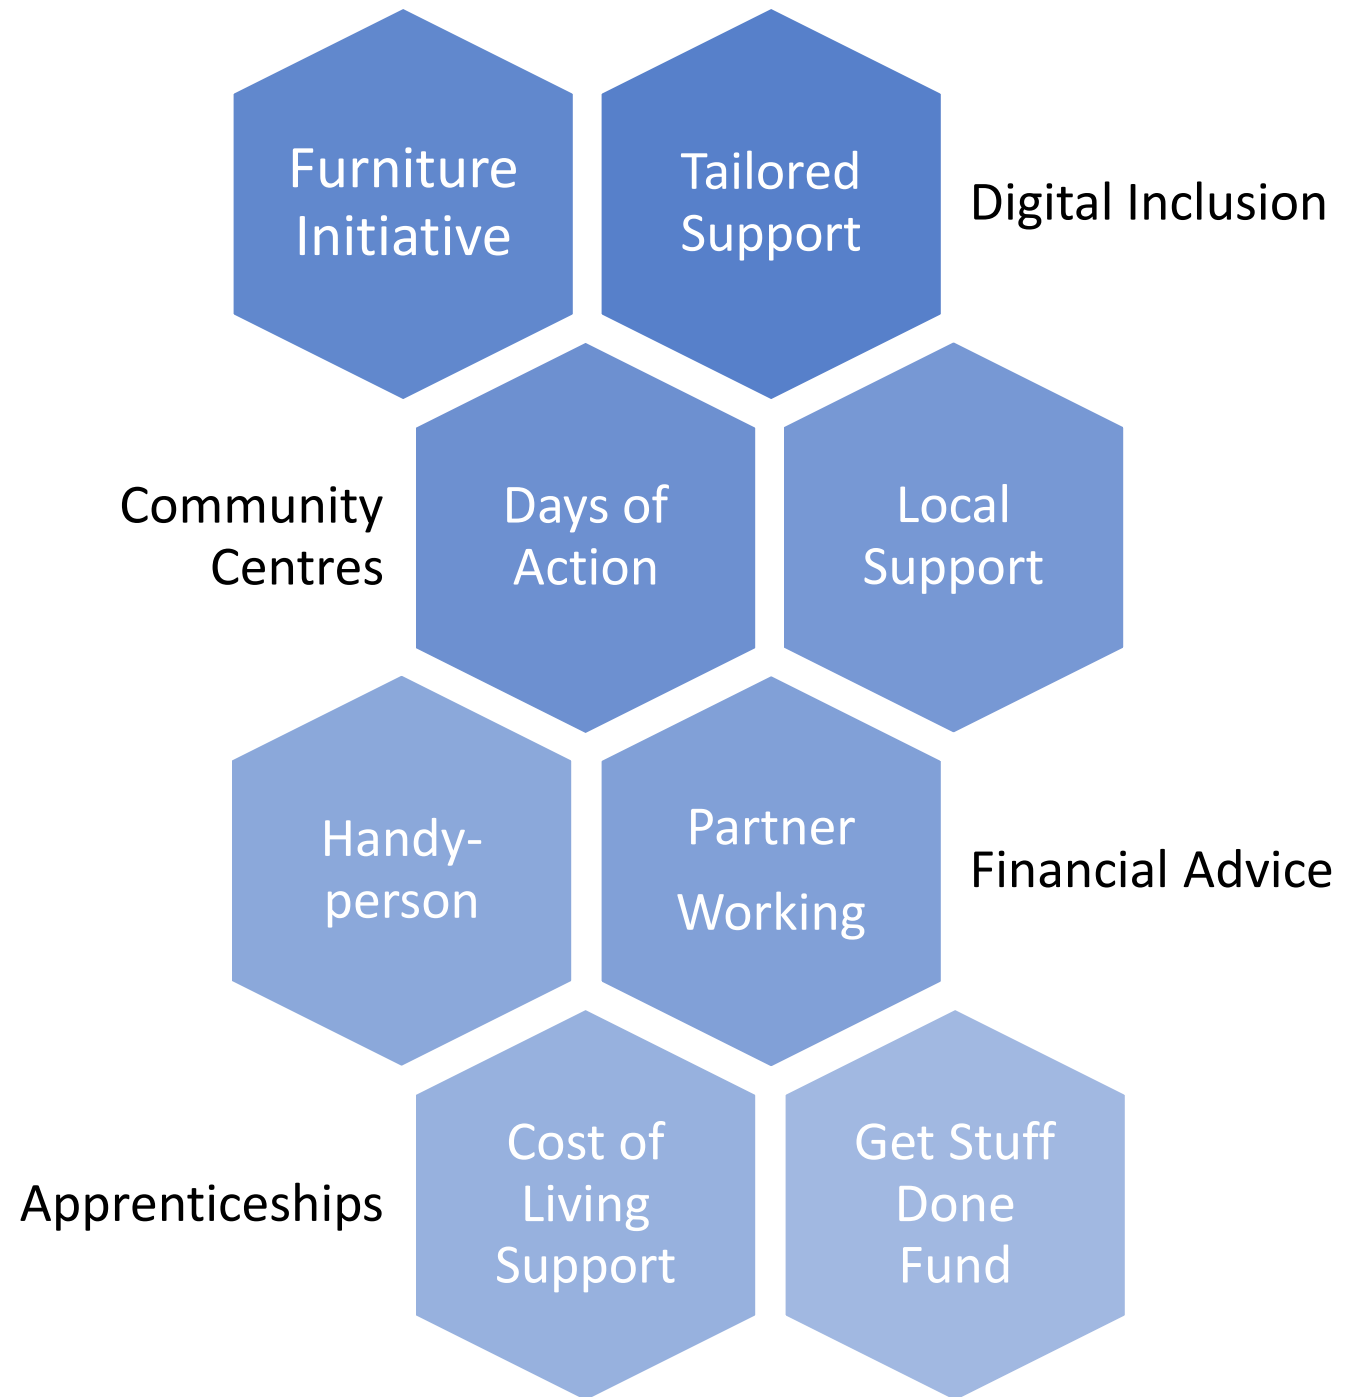 Furniture
Initiative
Tailored
Support
Digital Inclusion
Community
Centres
Days of
Action
Local
Support
Handy-
person
Partner
Working
Financial Advice
Apprenticeships
Cost of
Living
Support
Get Stuff
Done
Fund